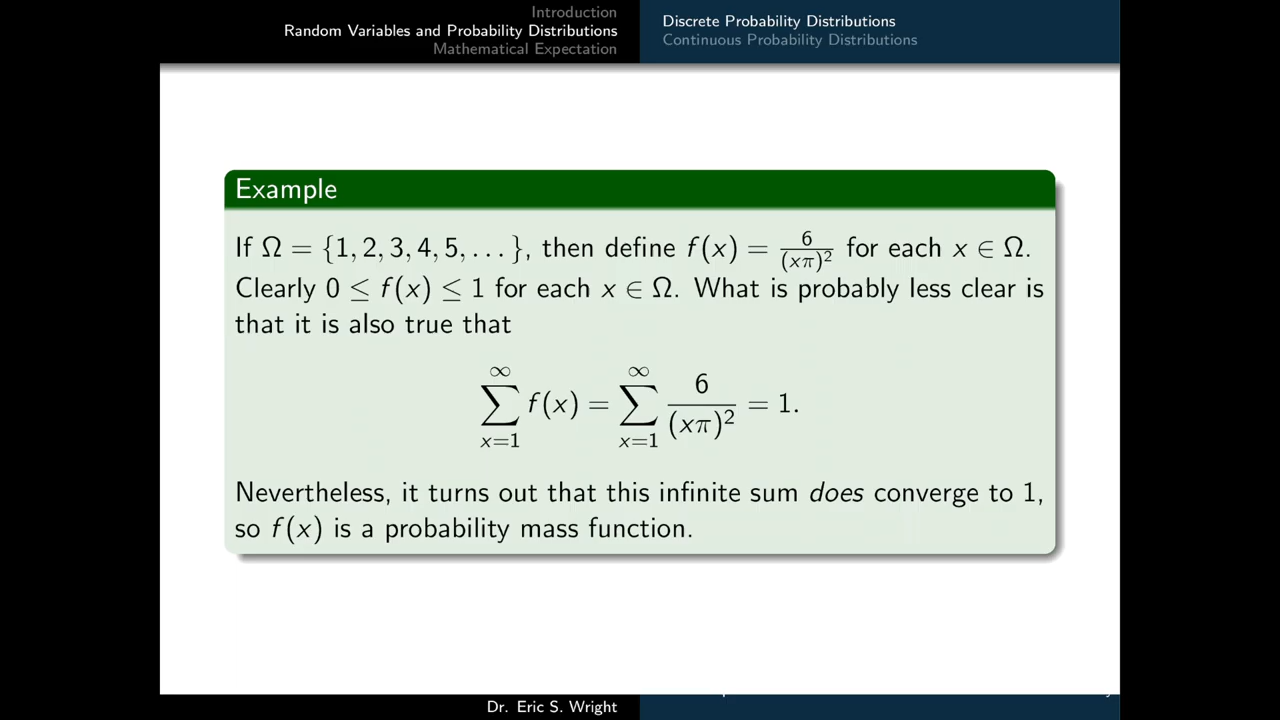 Introduction
Random Variables and Probability Distributions
Mathematical Expectation
Discrete Probability Distributions
Continuous Probability Distributions
Example
If Ω = {1, 2, 3, 4, 5, . . . }, then define f(x) = 6/(xπ)² for each x ∈ Ω.
Clearly 0 ≤ f(x) ≤ 1 for each x ∈ Ω. What is probably less clear is
that it is also true that
∑_{x=1}^{∞} f(x) = ∑_{x=1}^{∞} 6/(xπ)² = 1.
Nevertheless, it turns out that this infinite sum does converge to 1,
so f(x) is a probability mass function.
Dr. Eric S. Wright